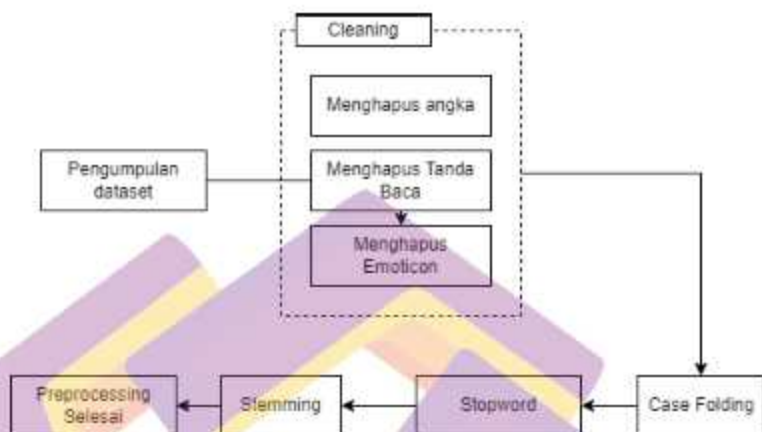 Cleaning
Menghapus angka
Pengumpulan
dataset
Menghapus Tanda
Baca
Menghapus
Emoticon
Preprocessing
Selesai
Stemming
Stopword
Case Folding